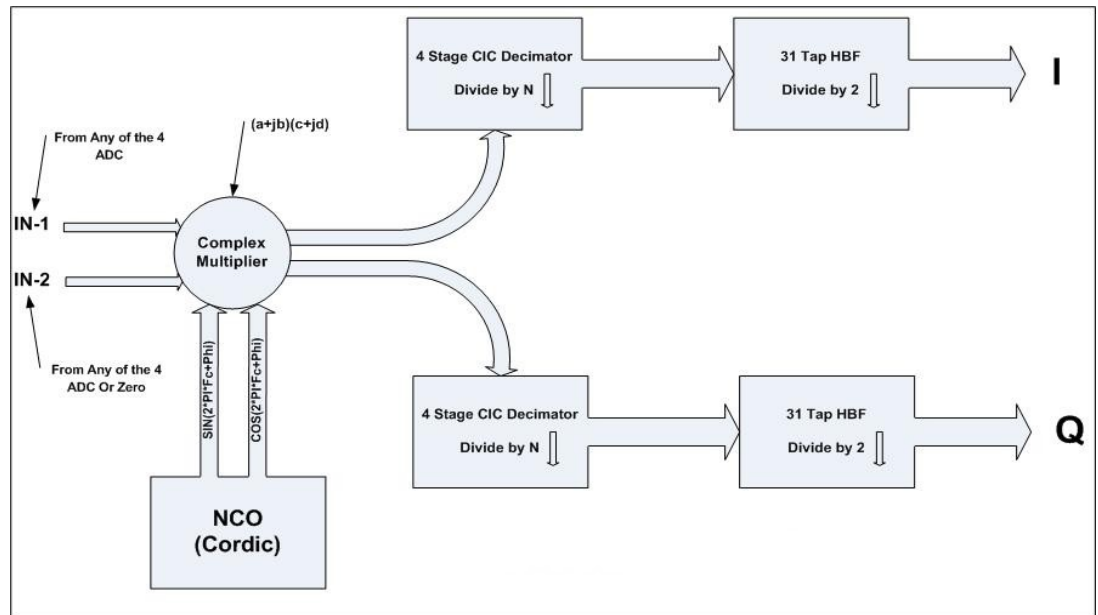 4 Stage CIC Decimator
Divide by N
31 Tap HBF
Divide by 2
I
(a+jb)(c+jd)
From Any of the 4
ADC
IN-1
Complex
Multiplier
IN-2
From Any of the 4
ADC Or Zero
SIN(2*PI*Fc+Phi)
COS(2*PI*Fc+Phi)
4 Stage CIC Decimator
Divide by N
31 Tap HBF
Divide by 2
Q
NCO
(Cordic)